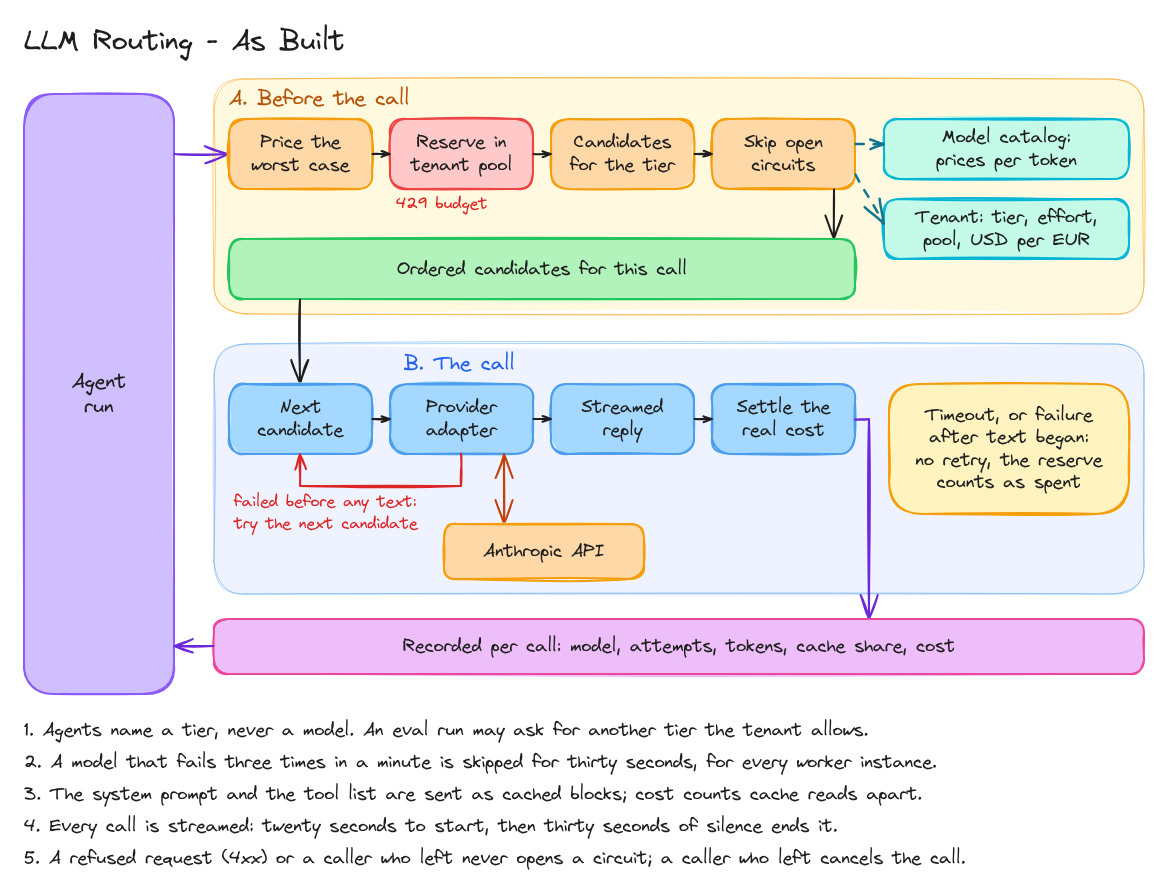 LLM Routing - As Built
A. Before the call
Price the
worst case
Reserve in
tenant pool
Candidates
for the tier
Skip open
circuits
Model catalog:
prices per token
429 budget
Tenant: tier, effort,
pool, USD per EUR
Ordered candidates for this call
Agent
run
B. The call
Next
candidate
Provider
adapter
Streamed
reply
Settle the
real cost
Timeout, or failure
after text began:
no retry, the reserve
counts as spent
failed before any text:
try the next candidate
Anthropic API
Recorded per call: model, attempts, tokens, cache share, cost
1. Agents name a tier, never a model. An eval run may ask for another tier the tenant allows.
2. A model that fails three times in a minute is skipped for thirty seconds, for every worker instance.
3. The system prompt and the tool list are sent as cached blocks; cost counts cache reads apart.
4. Every call is streamed: twenty seconds to start, then thirty seconds of silence ends it.
5. A refused request (4xx) or a caller who left never opens a circuit; a caller who left cancels the call.